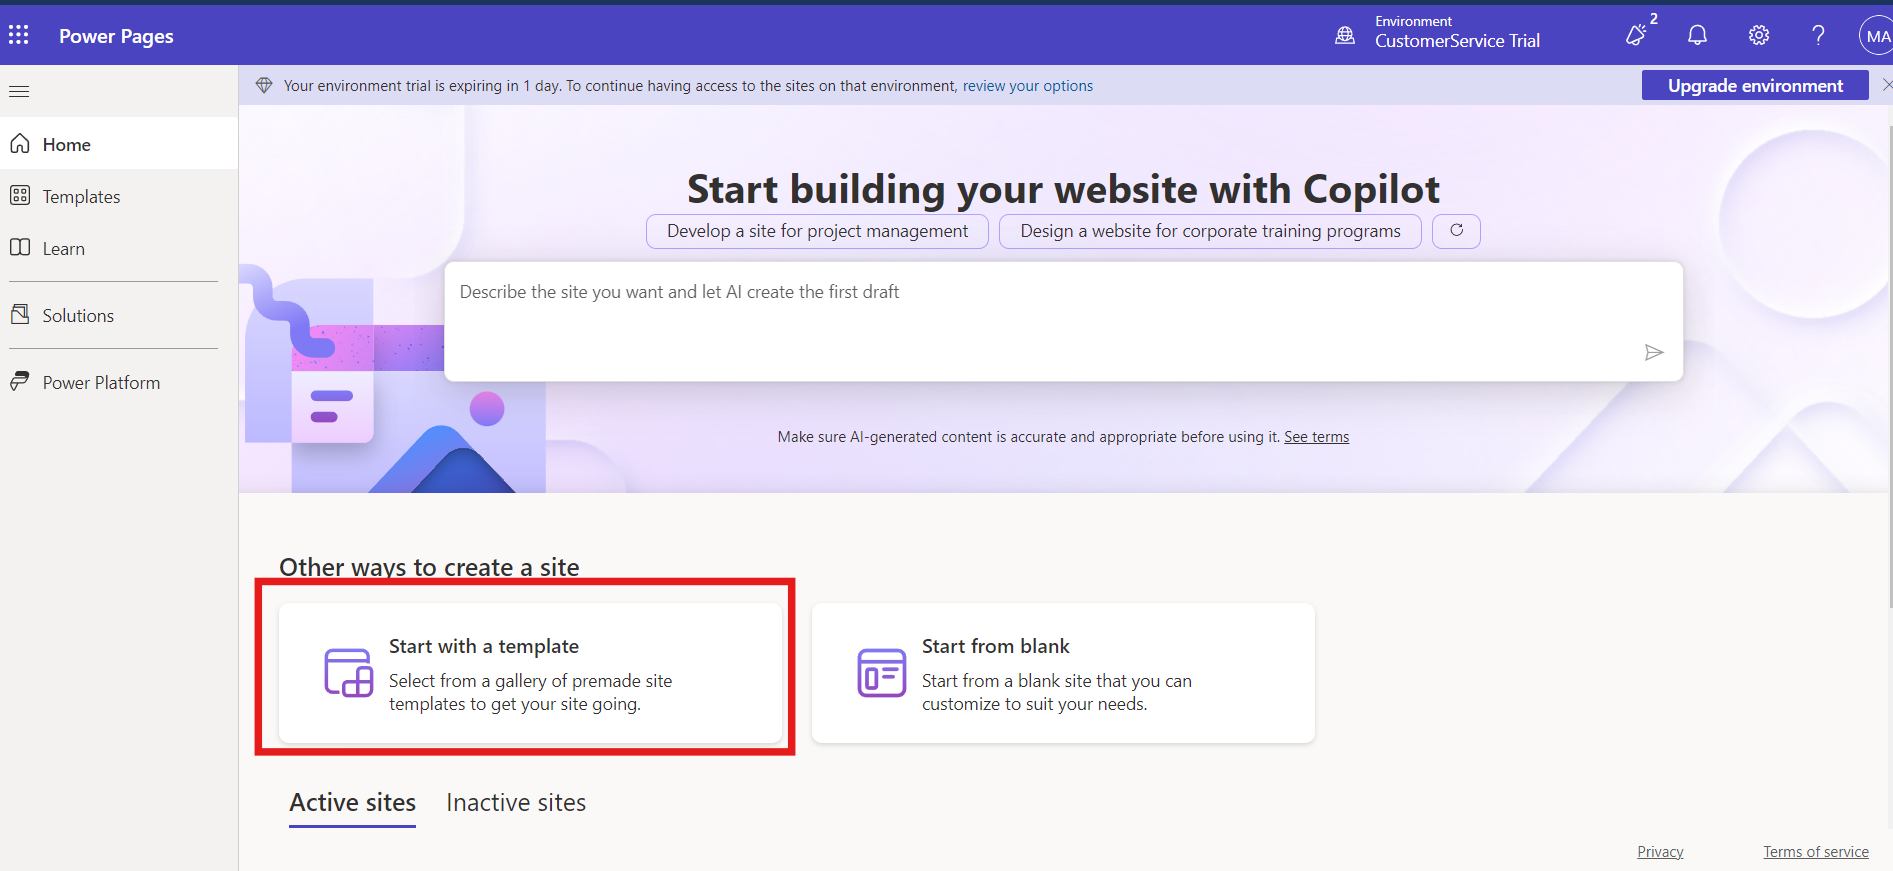 Power Pages
Environment
CustomerService Trial
2
MA
Your environment trial is expiring in 1 day. To continue having access to the sites on that environment, review your options
Upgrade environment
Home
Templates
Learn
Solutions
Power Platform
Start building your website with Copilot
Develop a site for project management
Design a website for corporate training programs
Describe the site you want and let AI create the first draft
Make sure AI-generated content is accurate and appropriate before using it. See terms
Other ways to create a site
Start with a template
Select from a gallery of premade site
templates to get your site going.
Start from blank
Start from a blank site that you can
customize to suit your needs.
Active sites
Inactive sites
Privacy
Terms of service